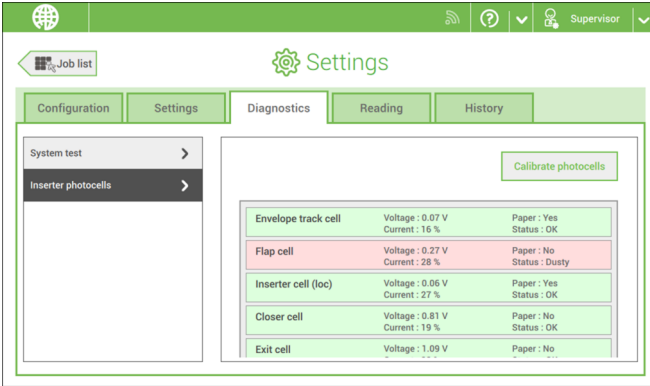 Supervisor
Job list
Settings
Configuration
Settings
Diagnostics
Reading
History
System test
Inserter photocells
Calibrate photocells
Envelope track cell Voltage : 0.07 V Paper : Yes
Current : 16 % Status : OK
Flap cell Voltage : 0.27 V Paper : No
Current : 28 % Status : Dusty
Inserter cell (loc) Voltage : 0.06 V Paper : Yes
Current : 27 % Status : OK
Closer cell Voltage : 0.81 V Paper : No
Current : 19 % Status : OK
Exit cell Voltage : 1.09 V Paper : No